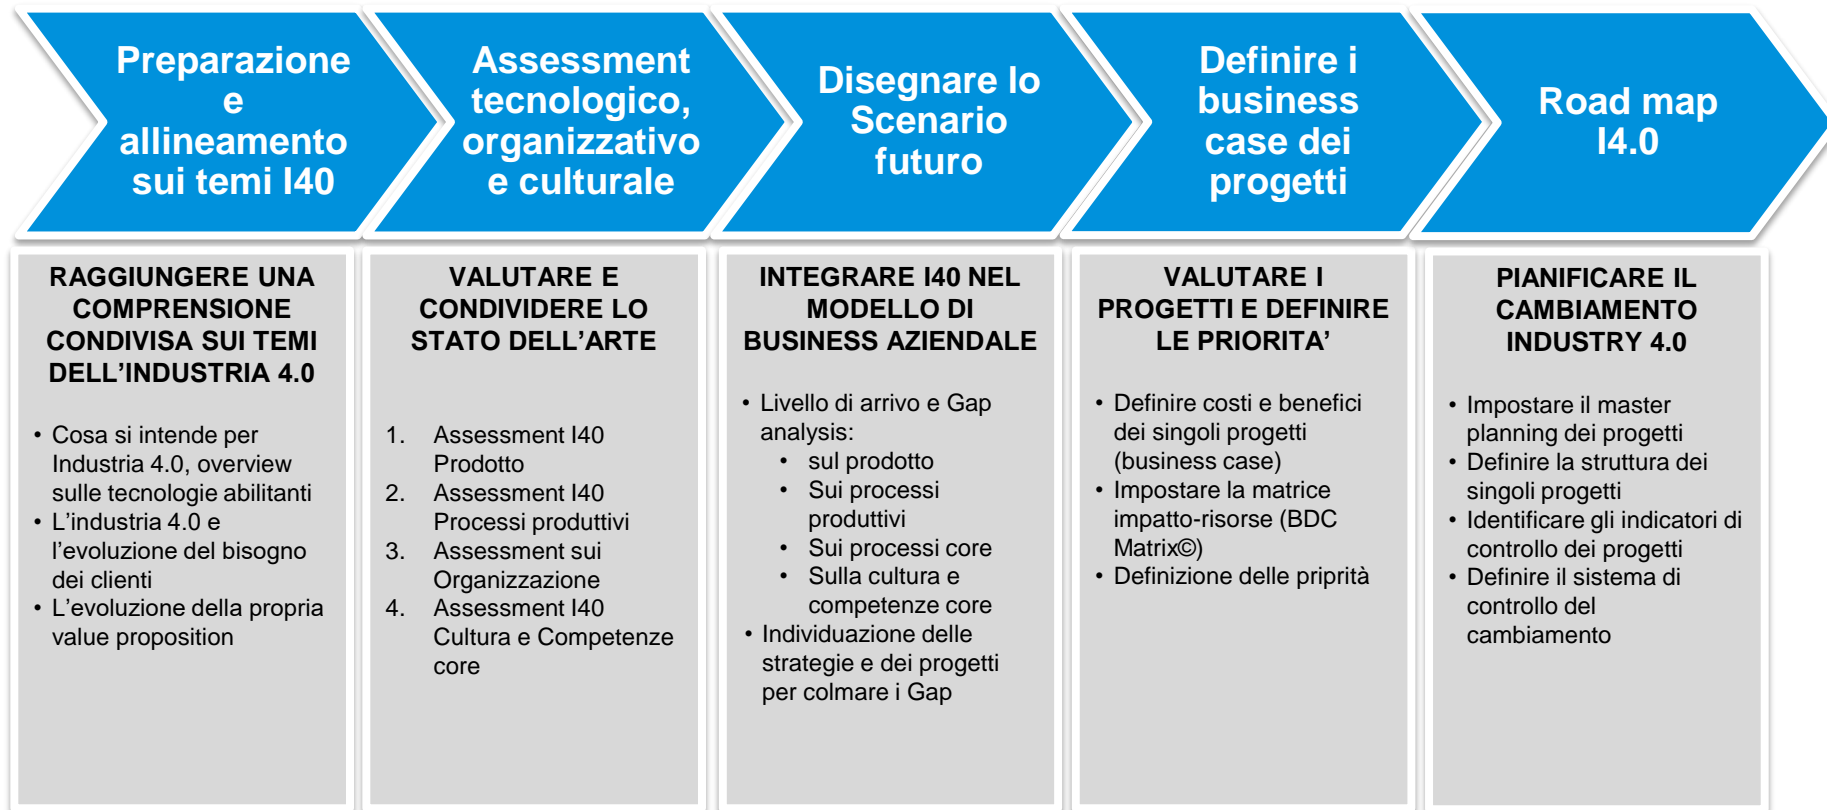 Preparazione
e
allineamento
sui temi I40
Assessment
tecnologico,
organizzativo
e culturale
Disegnare lo
Scenario
futuro
Definire i
business
case dei
progetti
Road map
I4.0
RAGGIUNGERE UNA
COMPRENSIONE
CONDIVISA SUI TEMI
DELL’INDUSTRIA 4.0
• Cosa si intende per
Industria 4.0, overview
sulle tecnologie abilitanti
• L’industria 4.0 e
l’evoluzione del bisogno
dei clienti
• L’evoluzione della propria
value proposition
VALUTARE E
CONDIVIDERE LO
STATO DELL’ARTE
1. Assessment I40
Prodotto
2. Assessment I40
Processi produttivi
3. Assessment sui
Organizzazione
4. Assessment I40
Cultura e Competenze
core
INTEGRARE I40 NEL
MODELLO DI
BUSINESS AZIENDALE
• Livello di arrivo e Gap
analysis:
• sul prodotto
• Sui processi
produttivi
• Sui processi core
• Sulla cultura e
competenze core
• Individuazione delle
strategie e dei progetti
per colmare i Gap
VALUTARE I
PROGETTI E DEFINIRE
LE PRIORITA’
• Definire costi e benefici
dei singoli progetti
(business case)
• Impostare la matrice
impatto-risorse (BDC
Matrix©)
• Definizione delle priprità
PIANIFICARE IL
CAMBIAMENTO
INDUSTRY 4.0
• Impostare il master
planning dei progetti
• Definire la struttura dei
singoli progetti
• Identificare gli indicatori di
controllo dei progetti
• Definire il sistema di
controllo del
cambiamento